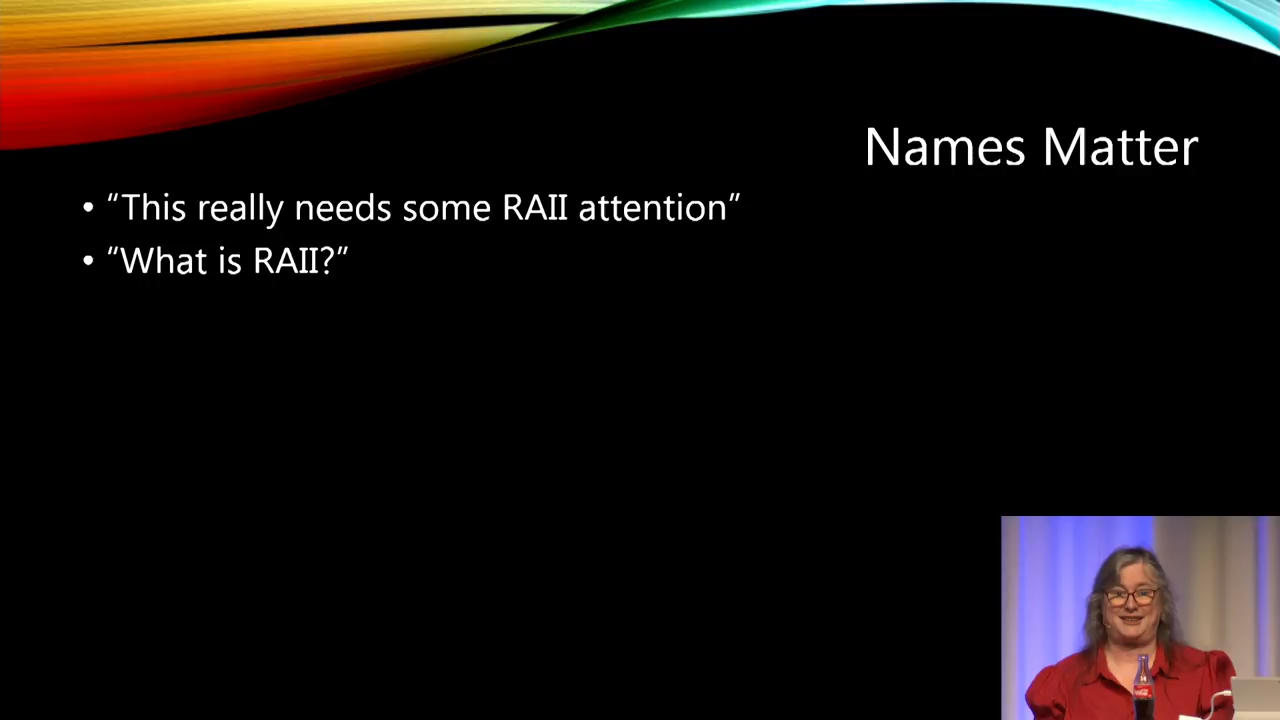 Names Matter
• “This really needs some RAII attention”
• “What is RAII?”